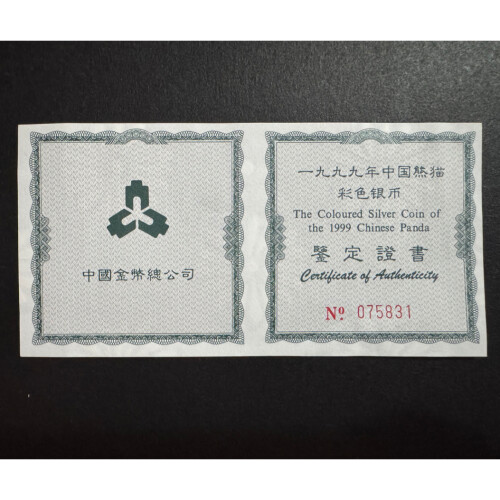 中國金幣總公司
一九九九年中国熊猫
彩色银币
The Coloured Silver Coin of
the 1999 Chinese Panda
鑒定證書
Certificate of Authenticity
Nº 075831